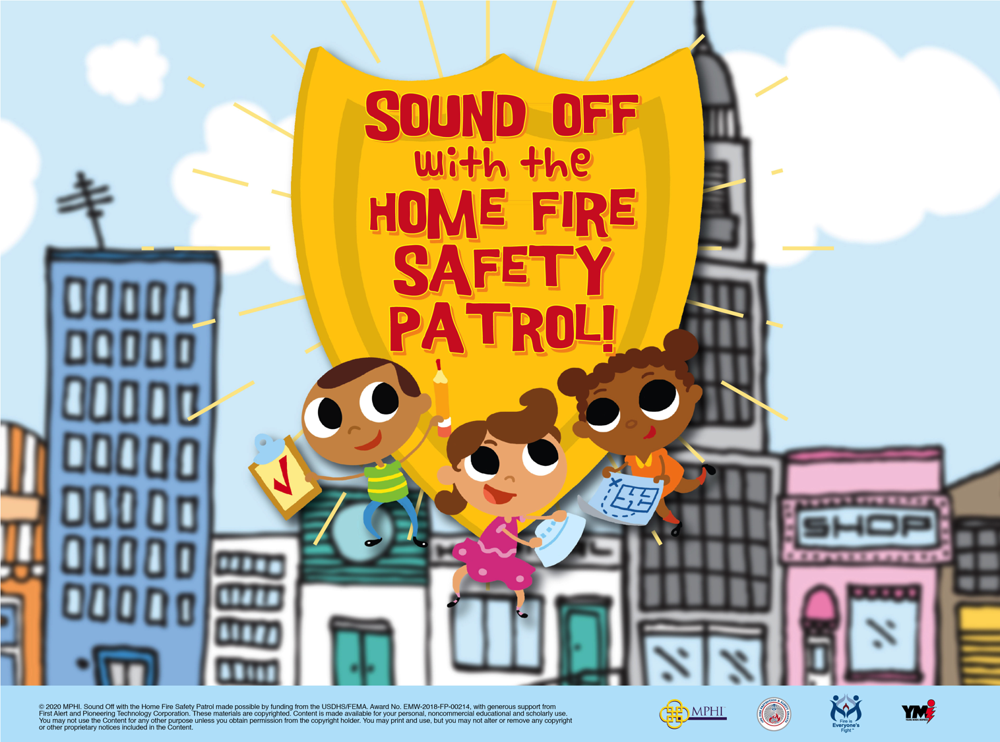 SOUND OFF
with the
HOME FIRE
SAFETY
PATROL!
SHOP
© 2020 MPHI. Sound Off with the Home Fire Safety Patrol made possible by funding from the USDHS/FEMA. Award No. EMW-2018-FP-00214, with generous support from
First Alert and Pioneering Technology Corporation. These materials are copyrighted. Content is made available for your personal, noncommercial educational and scholarly use.
You may not use the Content for any other purpose unless you obtain permission from the copyright holder. You may print and use, but you may not alter or remove any copyright
or other proprietary notices included in the Content.
MPHI
Fire is
Everyone's
Fight™
YMI
YOUNG MINDS INSPIRED